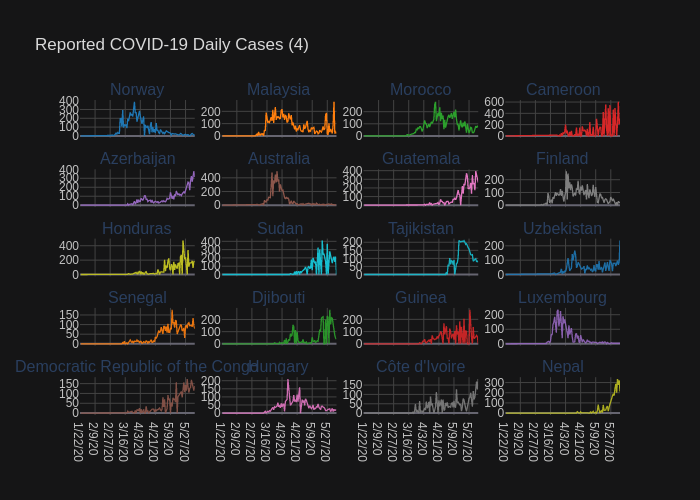 Reported COVID-19 Daily Cases (4)
Norway Malaysia Morocco Cameroon
400 300 200 100 0
200 100 0
200 100 0
600 400 200 0
Azerbaijan Australia Guatemala Finland
400 300 200 100 0
400 200 0
400 300 200 100 0
200 100 0
Honduras Sudan Tajikistan Uzbekistan
400 200 0
400 300 200 100 0
200 150 100 50 0
200 100 0
Senegal Djibouti Guinea Luxembourg
150 100 50 0
200 100 0
200 100 0
200 100 0
Democratic Republic of the Congo Hungary Côte d'Ivoire Nepal
150 100 50 0
200 150 100 50 0
150 100 50 0
300 200 100 0
1/22/20 2/9/20 2/27/20 3/16/20 4/3/20 4/21/20 5/9/20 5/27/20
1/22/20 2/9/20 2/27/20 3/16/20 4/3/20 4/21/20 5/9/20 5/27/20
1/22/20 2/9/20 2/27/20 3/16/20 4/3/20 4/21/20 5/9/20 5/27/20
1/22/20 2/9/20 2/27/20 3/16/20 4/3/20 4/21/20 5/9/20 5/27/20